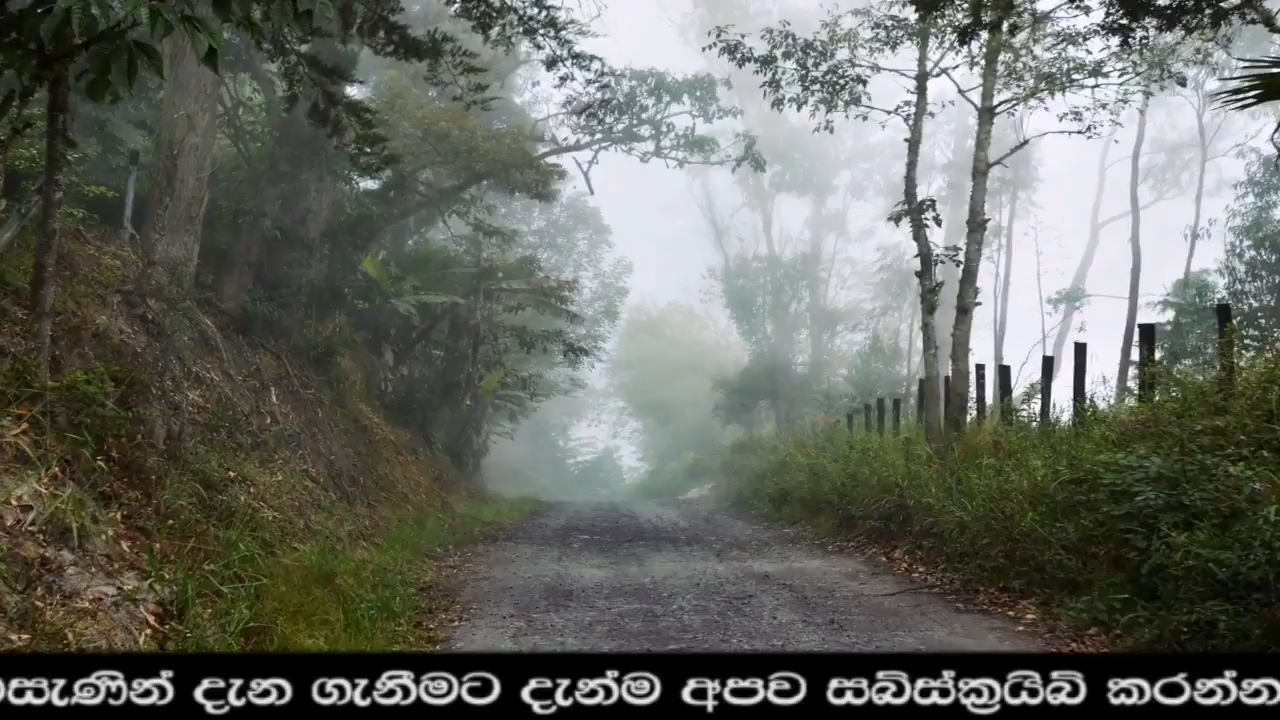 සැණින් දැන ගැනීමට දැන්ම අපව සබ්ස්ක්‍රයිබ් කරන්න